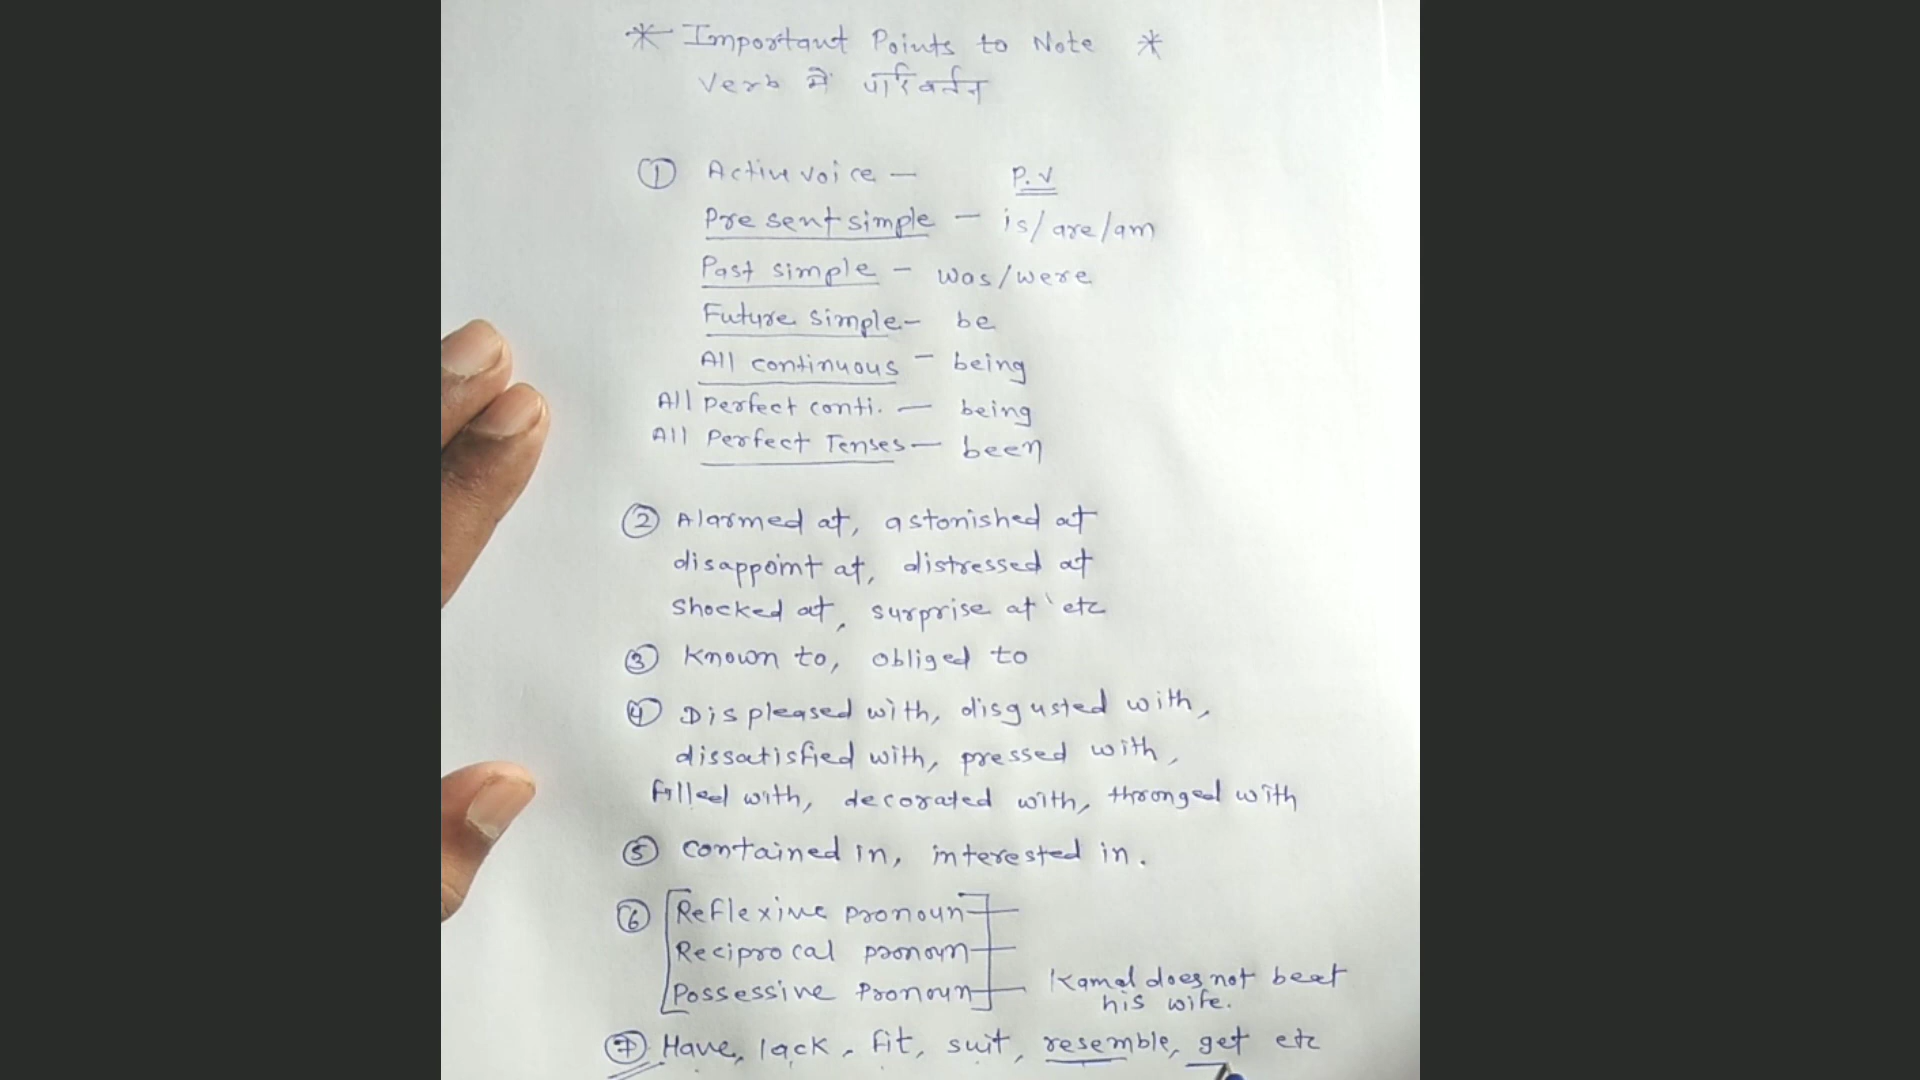 * Important Points to Note *
Verb में परिवर्तन
① Active voice — P.V
Present simple — is/are/am
Past simple — was/were
Future simple — be
All continuous — being
All perfect conti. — being
All Perfect Tenses — been
② Alarmed at, astonished at
disappoint at, distressed at
shocked at, surprise at etc
③ Known to, obliged to
④ Displeased with, disgusted with,
dissatisfied with, pressed with,
filled with, decorated with, thronged with
⑤ contained in, interested in.
⑥ Reflexive pronoun —
Reciprocal pronoun —
Possessive Pronoun — Kamal does not beat
his wife.
⑦ Have, lack, fit, suit, resemble, get etc